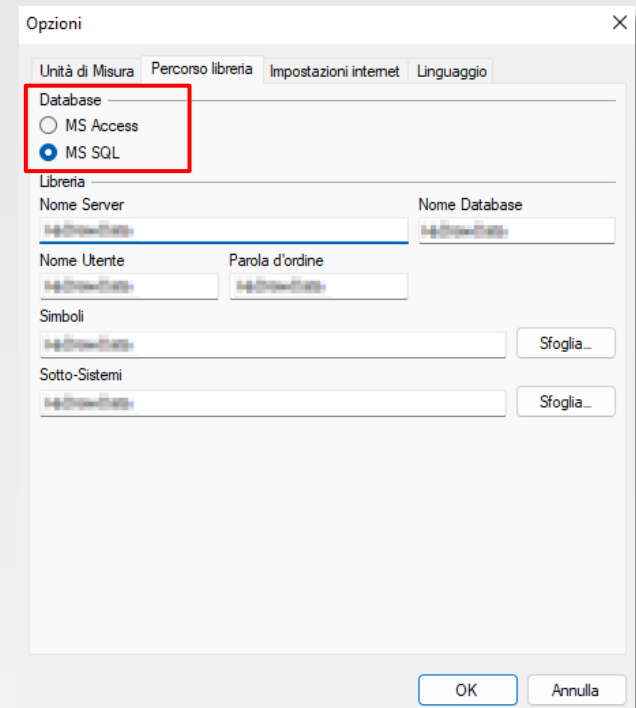 Opzioni
Unità di Misura Percorso libreria Impostazioni internet Linguaggio
Database
MS Access
MS SQL
Libreria
Nome Server Nome Database
Nome Utente Parola d'ordine
Simboli
Sfoglia...
Sotto-Sistemi
Sfoglia...
OK Annulla